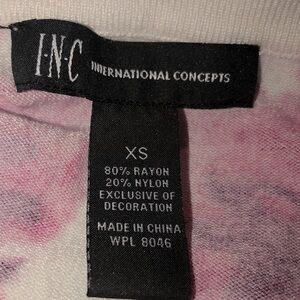 I·N·C INTERNATIONAL CONCEPTS
XS
80% RAYON
20% NYLON
EXCLUSIVE OF
DECORATION
MADE IN CHINA
WPL 8046